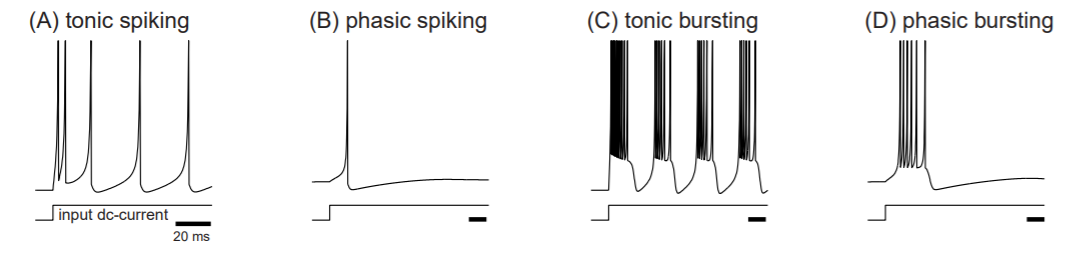 (A) tonic spiking
(B) phasic spiking
(C) tonic bursting
(D) phasic bursting
input dc-current
20 ms